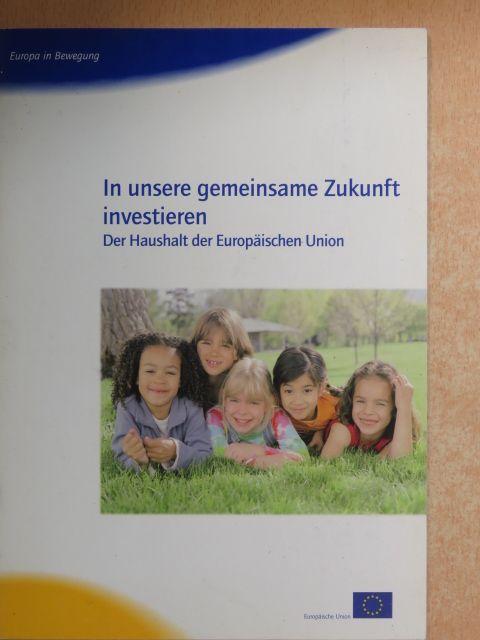 Europa in Bewegung
In unsere gemeinsame Zukunft
investieren
Der Haushalt der Europäischen Union
Europäische Union